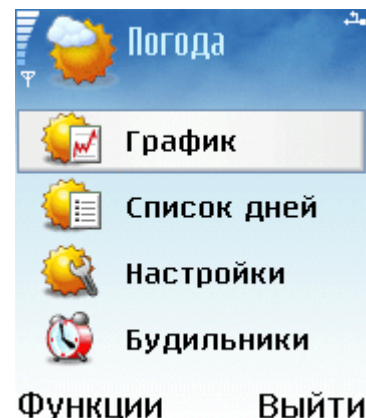 Погода
График
Список дней
Настройки
Будильники
Функции Выйти